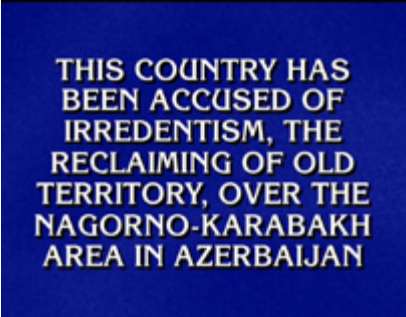 THIS COUNTRY HAS
BEEN ACCUSED OF
IRREDENTISM, THE
RECLAIMING OF OLD
TERRITORY, OVER THE
NAGORNO-KARABAKH
AREA IN AZERBAIJAN